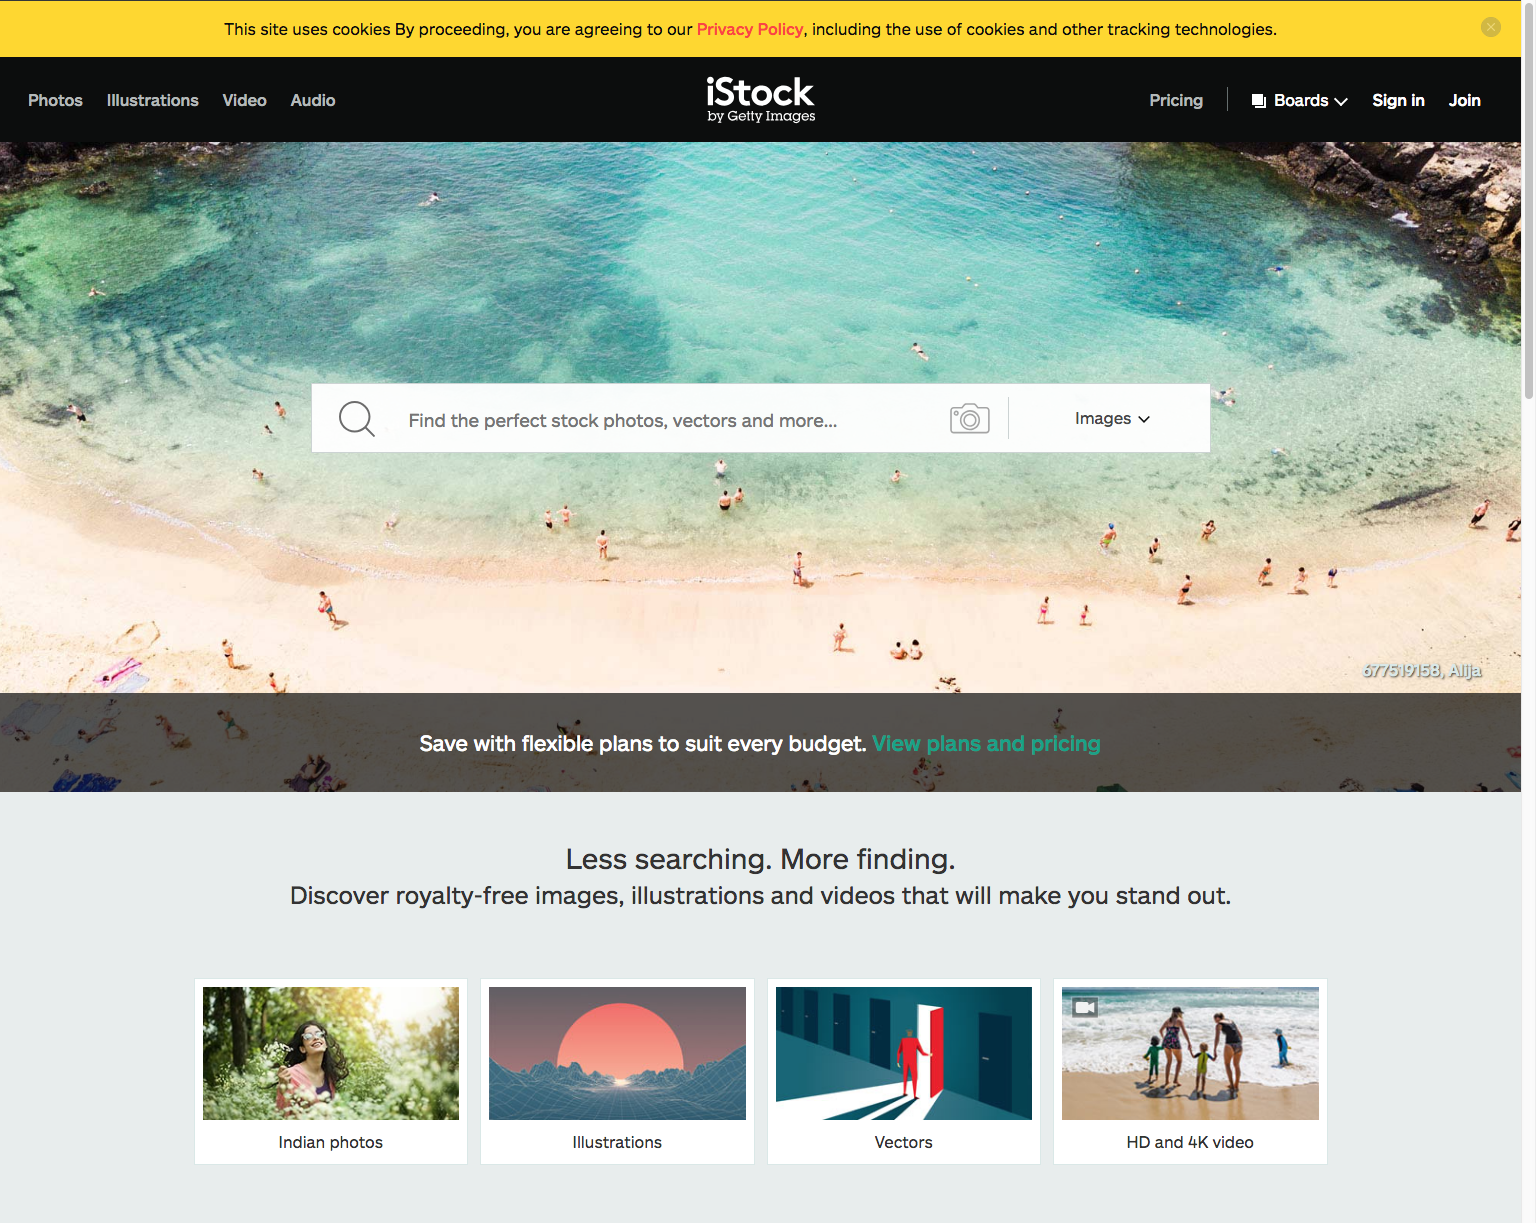 This site uses cookies By proceeding, you are agreeing to our Privacy Policy, including the use of cookies and other tracking technologies.
Photos Illustrations Video Audio
iStock
by Getty Images
Pricing Boards Sign in Join
Find the perfect stock photos, vectors and more...
Images
677519158, Alija
Save with flexible plans to suit every budget. View plans and pricing
Less searching. More finding.
Discover royalty-free images, illustrations and videos that will make you stand out.
Indian photos
Illustrations
Vectors
HD and 4K video